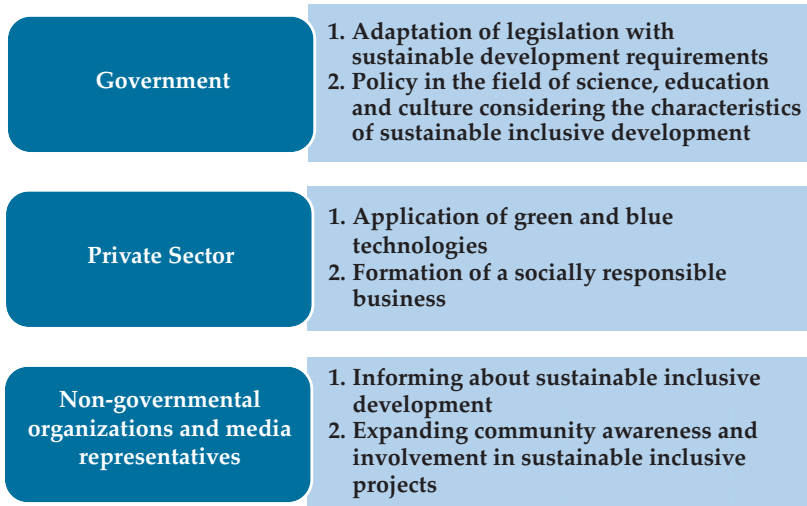 Government
1. Adaptation of legislation with
sustainable development requirements
2. Policy in the field of science, education
and culture considering the characteristics
of sustainable inclusive development
Private Sector
1. Application of green and blue
technologies
2. Formation of a socially responsible
business
Non-governmental
organizations and media
representatives
1. Informing about sustainable inclusive
development
2. Expanding community awareness and
involvement in sustainable inclusive
projects